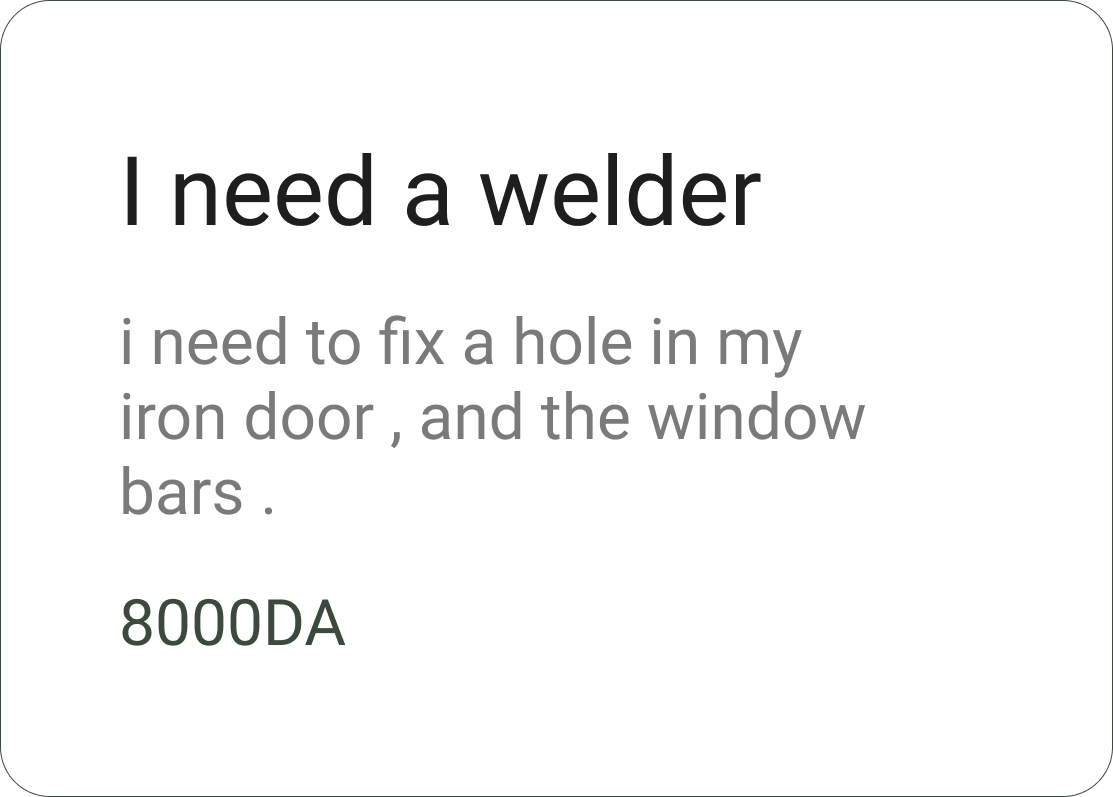 I need a welder
i need to fix a hole in my
iron door , and the window
bars .
8000DA